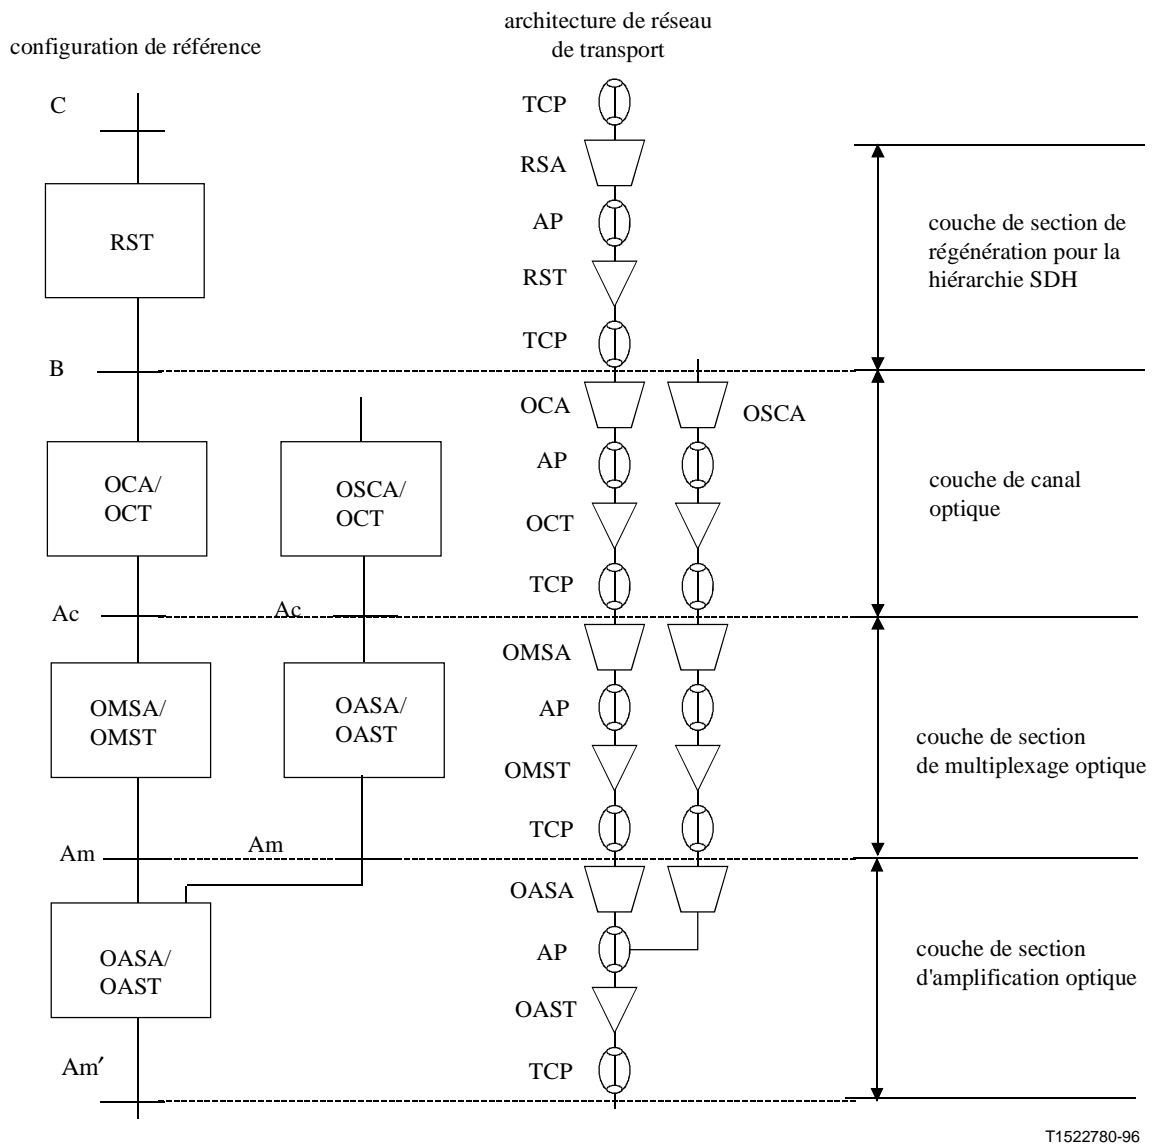 configuration de référence
architecture de réseau
de transport
C
RST
B
OCA/
OCT
OSCA/
OCT
Ac
Ac
OMSA/
OMST
OASA/
OAST
Am
Am
OASA/
OAST
Am′
TCP
RSA
AP
RST
TCP
OCA
OSCA
AP
OCT
TCP
OMSA
AP
OMST
TCP
OASA
AP
OAST
TCP
couche de section de
régénération pour la
hiérarchie SDH
couche de canal
optique
couche de section
de multiplexage optique
couche de section
d'amplification optique
T1522780-96